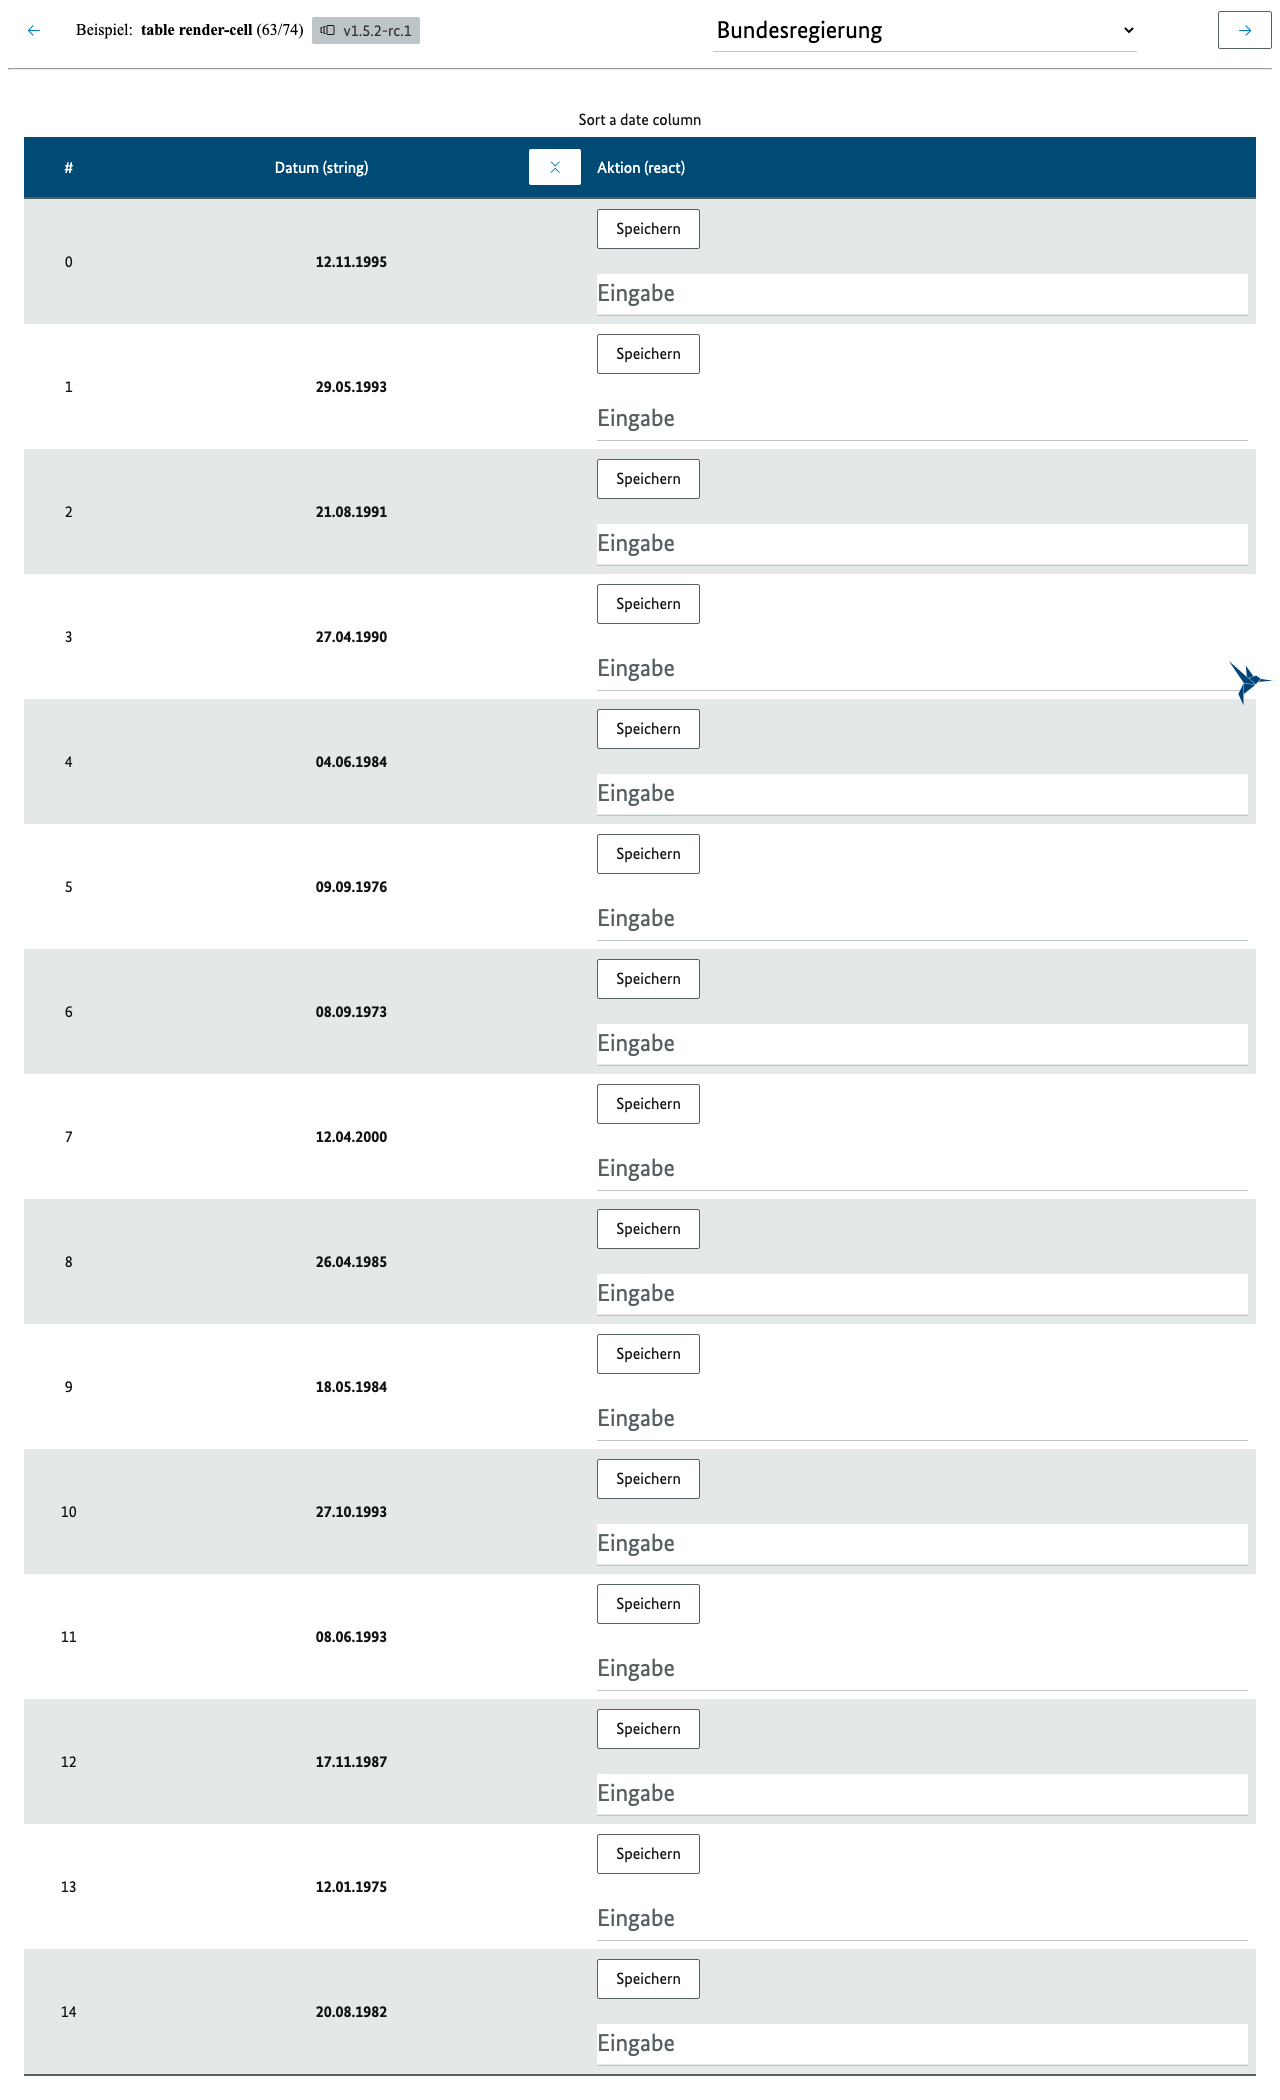 Beispiel: table render-cell (63/74) v1.5.2-rc.1 Bundesregierung
Sort a date column
# Datum (string) Aktion (react)
Speichern
0 12.11.1995
Eingabe
Speichern
1 29.05.1993
Eingabe
Speichern
2 21.08.1991
Eingabe
Speichern
3 27.04.1990
Eingabe
Speichern
4 04.06.1984
Eingabe
Speichern
5 09.09.1976
Eingabe
Speichern
6 08.09.1973
Eingabe
Speichern
7 12.04.2000
Eingabe
Speichern
8 26.04.1985
Eingabe
Speichern
9 18.05.1984
Eingabe
Speichern
10 27.10.1993
Eingabe
Speichern
11 08.06.1993
Eingabe
Speichern
12 17.11.1987
Eingabe
Speichern
13 12.01.1975
Eingabe
Speichern
14 20.08.1982
Eingabe